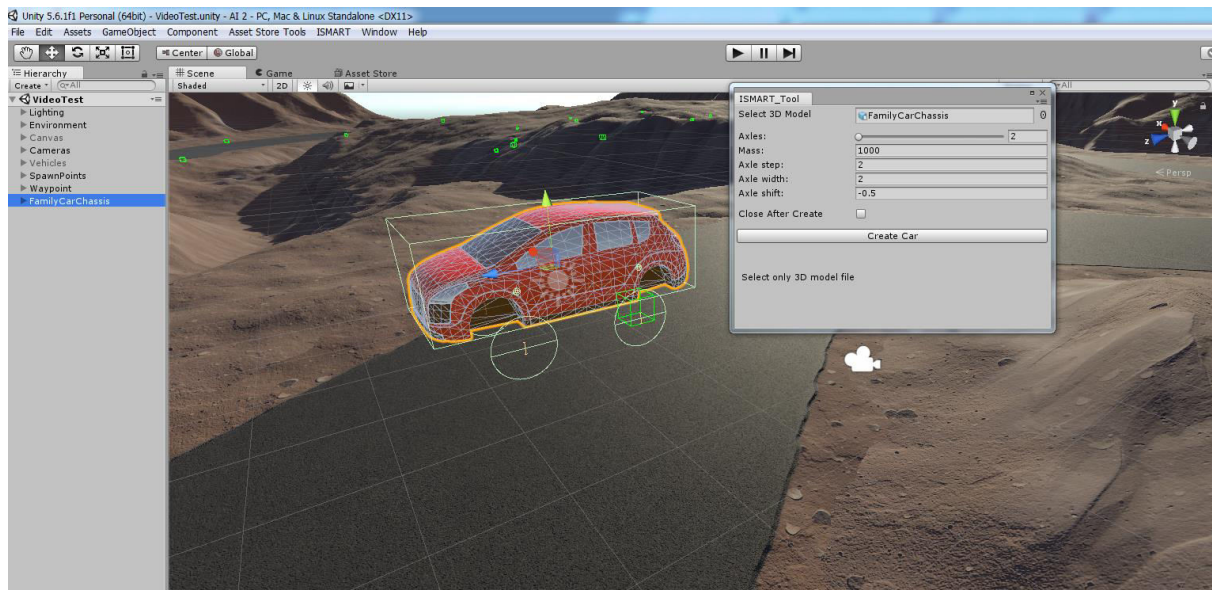 Unity 5.6.1f1 Personal (64bit) - VideoTest.unity - AI 2 - PC, Mac & Linux Standalone <DX11>
File Edit Assets GameObject Component Asset Store Tools ISMART Window Help
Center Global
Hierarchy
Scene Game Asset Store
Create All
Shaded 2D
All
VideoTest
Lighting
Environment
Canvas
Cameras
Vehicles
SpawnPoints
Waypoint
FamilyCarChassis
ISMART_Tool
Select 3D Model FamilyCarChassis
Axles: 2
Mass: 1000
Axle step: 2
Axle width: 2
Axle shift: -0.5
Close After Create
Create Car
Select only 3D model file
y
x
z
Persp